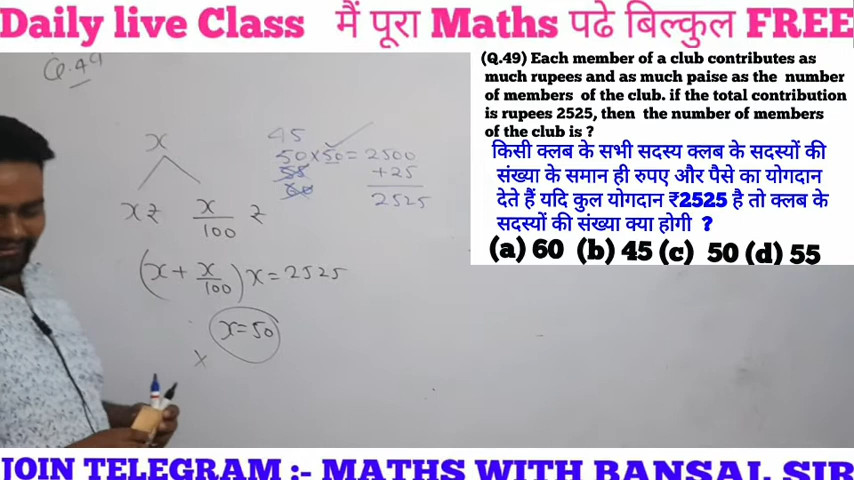 Daily live Class मैं पूरा Maths पढे बिल्कुल FREE
(Q.49) Each member of a club contributes as
much rupees and as much paise as the number
of members of the club. if the total contribution
is rupees 2525, then the number of members
of the club is ?
किसी क्लब के सभी सदस्य क्लब के सदस्यों की
संख्या के समान ही रुपए और पैसे का योगदान
देते हैं यदि कुल योगदान ₹2525 है तो क्लब के
सदस्यों की संख्या क्या होगी ?
(a) 60 (b) 45 (c) 50 (d) 55
Q.49
x
x₹ x/100 ₹
(x + x/100) x = 2525
x = 50
x
45
50 × 50 = 2500
55 + 25
60 2525
JOIN TELEGRAM :- MATHS WITH BANSAL SIR